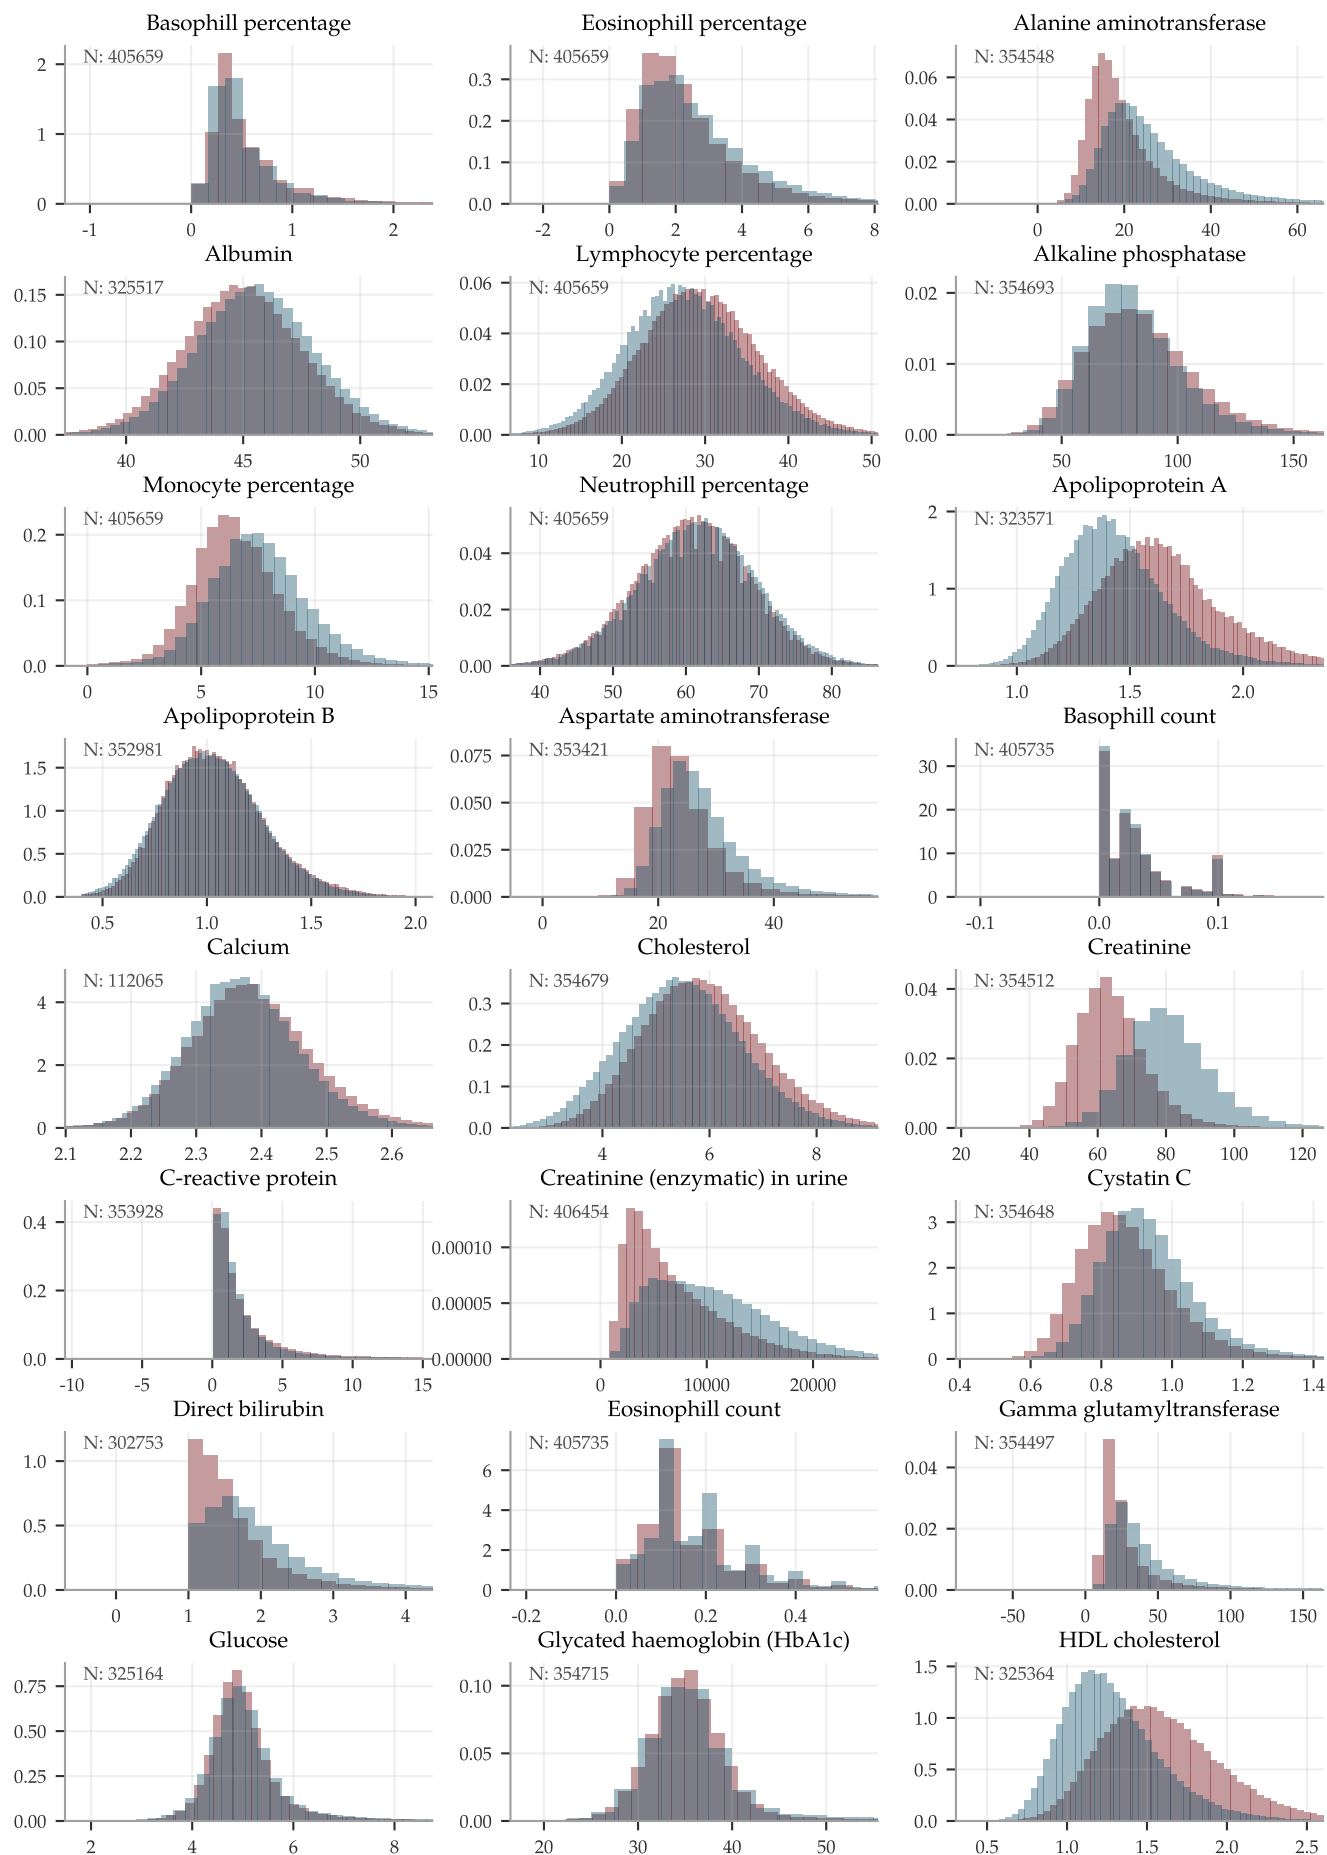 Basophill percentage Eosinophill percentage Alanine aminotransferase
N: 405659 N: 405659 N: 354548
2 1 0
0.3 0.2 0.1 0.0
0.06 0.04 0.02 0.00
-1 0 1 2
-2 0 2 4 6 8
0 20 40 60
Albumin Lymphocyte percentage Alkaline phosphatase
N: 325517 N: 405659 N: 354693
0.15 0.10 0.05 0.00
0.06 0.04 0.02 0.00
0.02 0.01 0.00
40 45 50
10 20 30 40 50
50 100 150
Monocyte percentage Neutrophill percentage Apolipoprotein A
N: 405659 N: 405659 N: 323571
0.2 0.1 0.0
0.04 0.02 0.00
2 1 0
0 5 10 15
40 50 60 70 80
1.0 1.5 2.0
Apolipoprotein B Aspartate aminotransferase Basophill count
N: 352981 N: 353421 N: 405735
1.5 1.0 0.5 0.0
0.075 0.050 0.025 0.000
30 20 10 0
0.5 1.0 1.5 2.0
0 20 40
-0.1 0.0 0.1
Calcium Cholesterol Creatinine
N: 112065 N: 354679 N: 354512
4 2 0
0.3 0.2 0.1 0.0
0.04 0.02 0.00
2.1 2.2 2.3 2.4 2.5 2.6
4 6 8
20 40 60 80 100 120
C-reactive protein Creatinine (enzymatic) in urine Cystatin C
N: 353928 N: 406454 N: 354648
0.4 0.2 0.0
0.00010 0.00005 0.00000
3 2 1 0
-10 -5 0 5 10 15
0 10000 20000
0.4 0.6 0.8 1.0 1.2 1.4
Direct bilirubin Eosinophill count Gamma glutamyltransferase
N: 302753 N: 405735 N: 354497
1.0 0.5 0.0
6 4 2 0
0.04 0.02 0.00
0 1 2 3 4
-0.2 0.0 0.2 0.4
-50 0 50 100 150
Glucose Glycated haemoglobin (HbA1c) HDL cholesterol
N: 325164 N: 354715 N: 325364
0.75 0.50 0.25 0.00
0.10 0.05 0.00
1.5 1.0 0.5 0.0
2 4 6 8
20 30 40 50
0.5 1.0 1.5 2.0 2.5